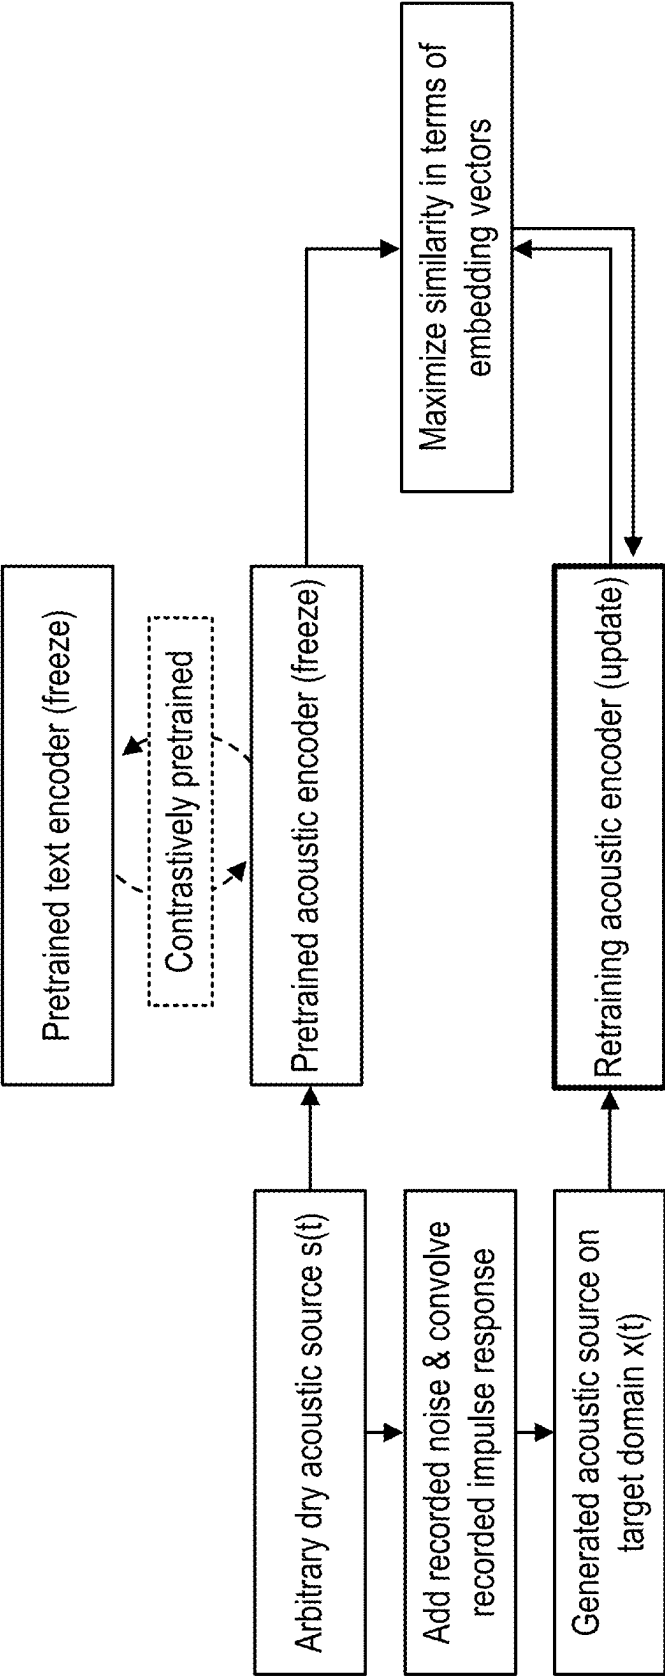 Pretrained text encoder (freeze)
Contrastively pretrained
Arbitrary dry acoustic source s(t)
Pretrained acoustic encoder (freeze)
Add recorded noise & convolve
recorded impulse response
Maximize similarity in terms of
embedding vectors
Generated acoustic source on
target domain x(t)
Retraining acoustic encoder (update)